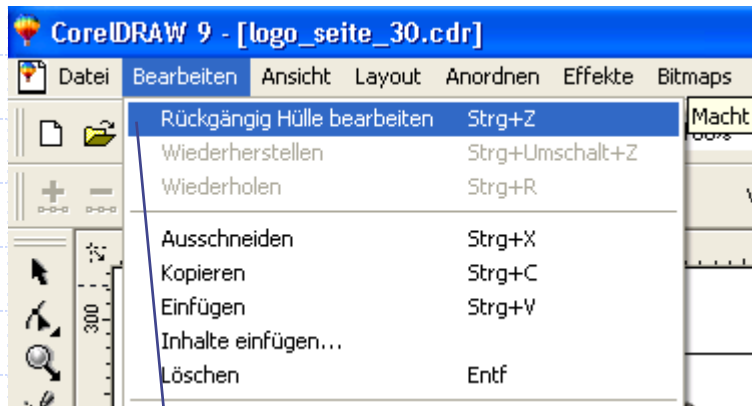 CorelDRAW 9 - [logo_seite_30.cdr]
Datei Bearbeiten Ansicht Layout Anordnen Effekte Bitmaps
Rückgängig Hülle bearbeiten Strg+Z Macht
Wiederherstellen Strg+Umschalt+Z
Wiederholen Strg+R
Ausschneiden Strg+X
Kopieren Strg+C
300 Einfügen Strg+V
Inhalte einfügen...
Löschen Entf